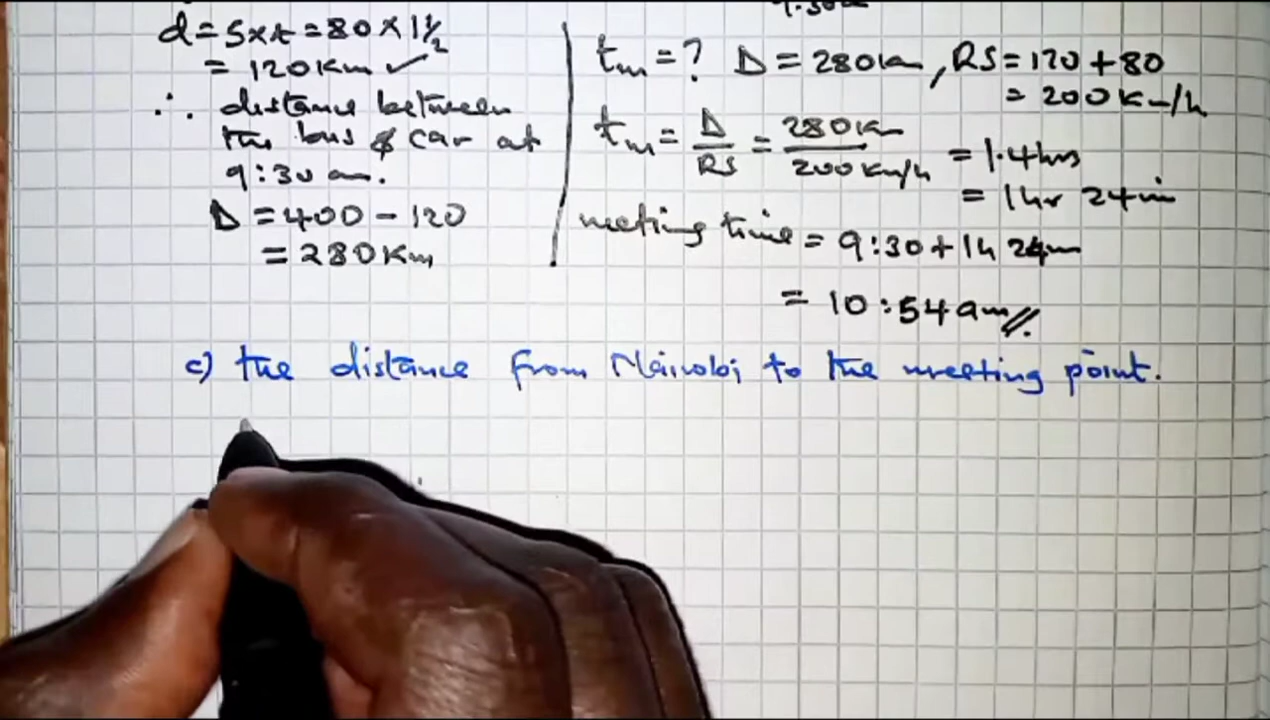 d = S x t = 80 x 1½
= 120 Km ✓
∴ distance between
the bus & car at
9:30 am.
D = 400 - 120
= 280 Km
tm = ? D = 280 km, RS = 120 + 80
= 200 Km/h
tm = D/RS = 280 Km/200 Km/h = 1.4 hrs
= 1 hr 24 min
meeting time = 9:30 + 1h 24m
= 10:54 am
c) the distance from Nairobi to the meeting point.